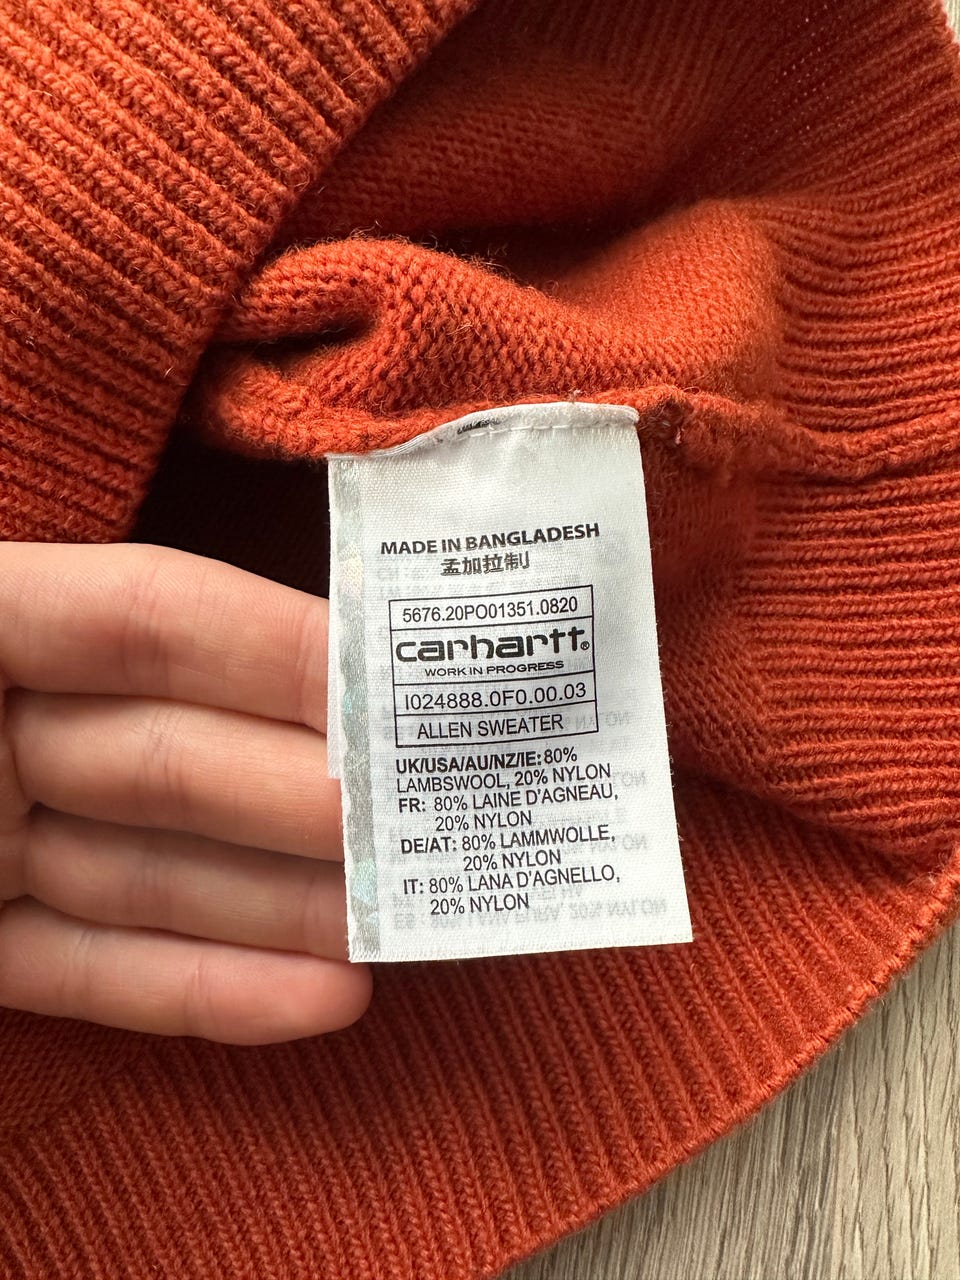 MADE IN BANGLADESH
孟加拉制
5676.20PO01351.0820
carhartt®
WORK IN PROGRESS
I024888.0F0.00.03
ALLEN SWEATER
UK/USA/AU/NZ/IE: 80%
LAMBSWOOL, 20% NYLON
FR: 80% LAINE D'AGNEAU,
20% NYLON
DE/AT: 80% LAMMWOLLE,
20% NYLON
IT: 80% LANA D'AGNELLO,
20% NYLON